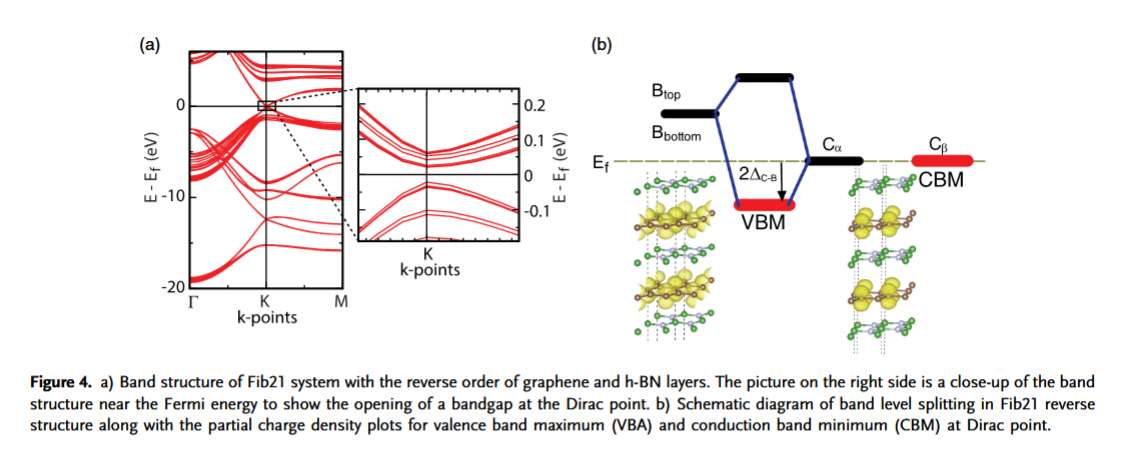 (a)
(b)
0
-10
-20
E - Ef (eV)
Γ
K
M
k-points
0.2
0.1
0
-0.1
E - Ef (eV)
K
k-points
Btop
Bbottom
Ef
2ΔC-B
VBM
Cα
Cβ
CBM
Figure 4. a) Band structure of Fib21 system with the reverse order of graphene and h-BN layers. The picture on the right side is a close-up of the band
structure near the Fermi energy to show the opening of a bandgap at the Dirac point. b) Schematic diagram of band level splitting in Fib21 reverse
structure along with the partial charge density plots for valence band maximum (VBA) and conduction band minimum (CBM) at Dirac point.